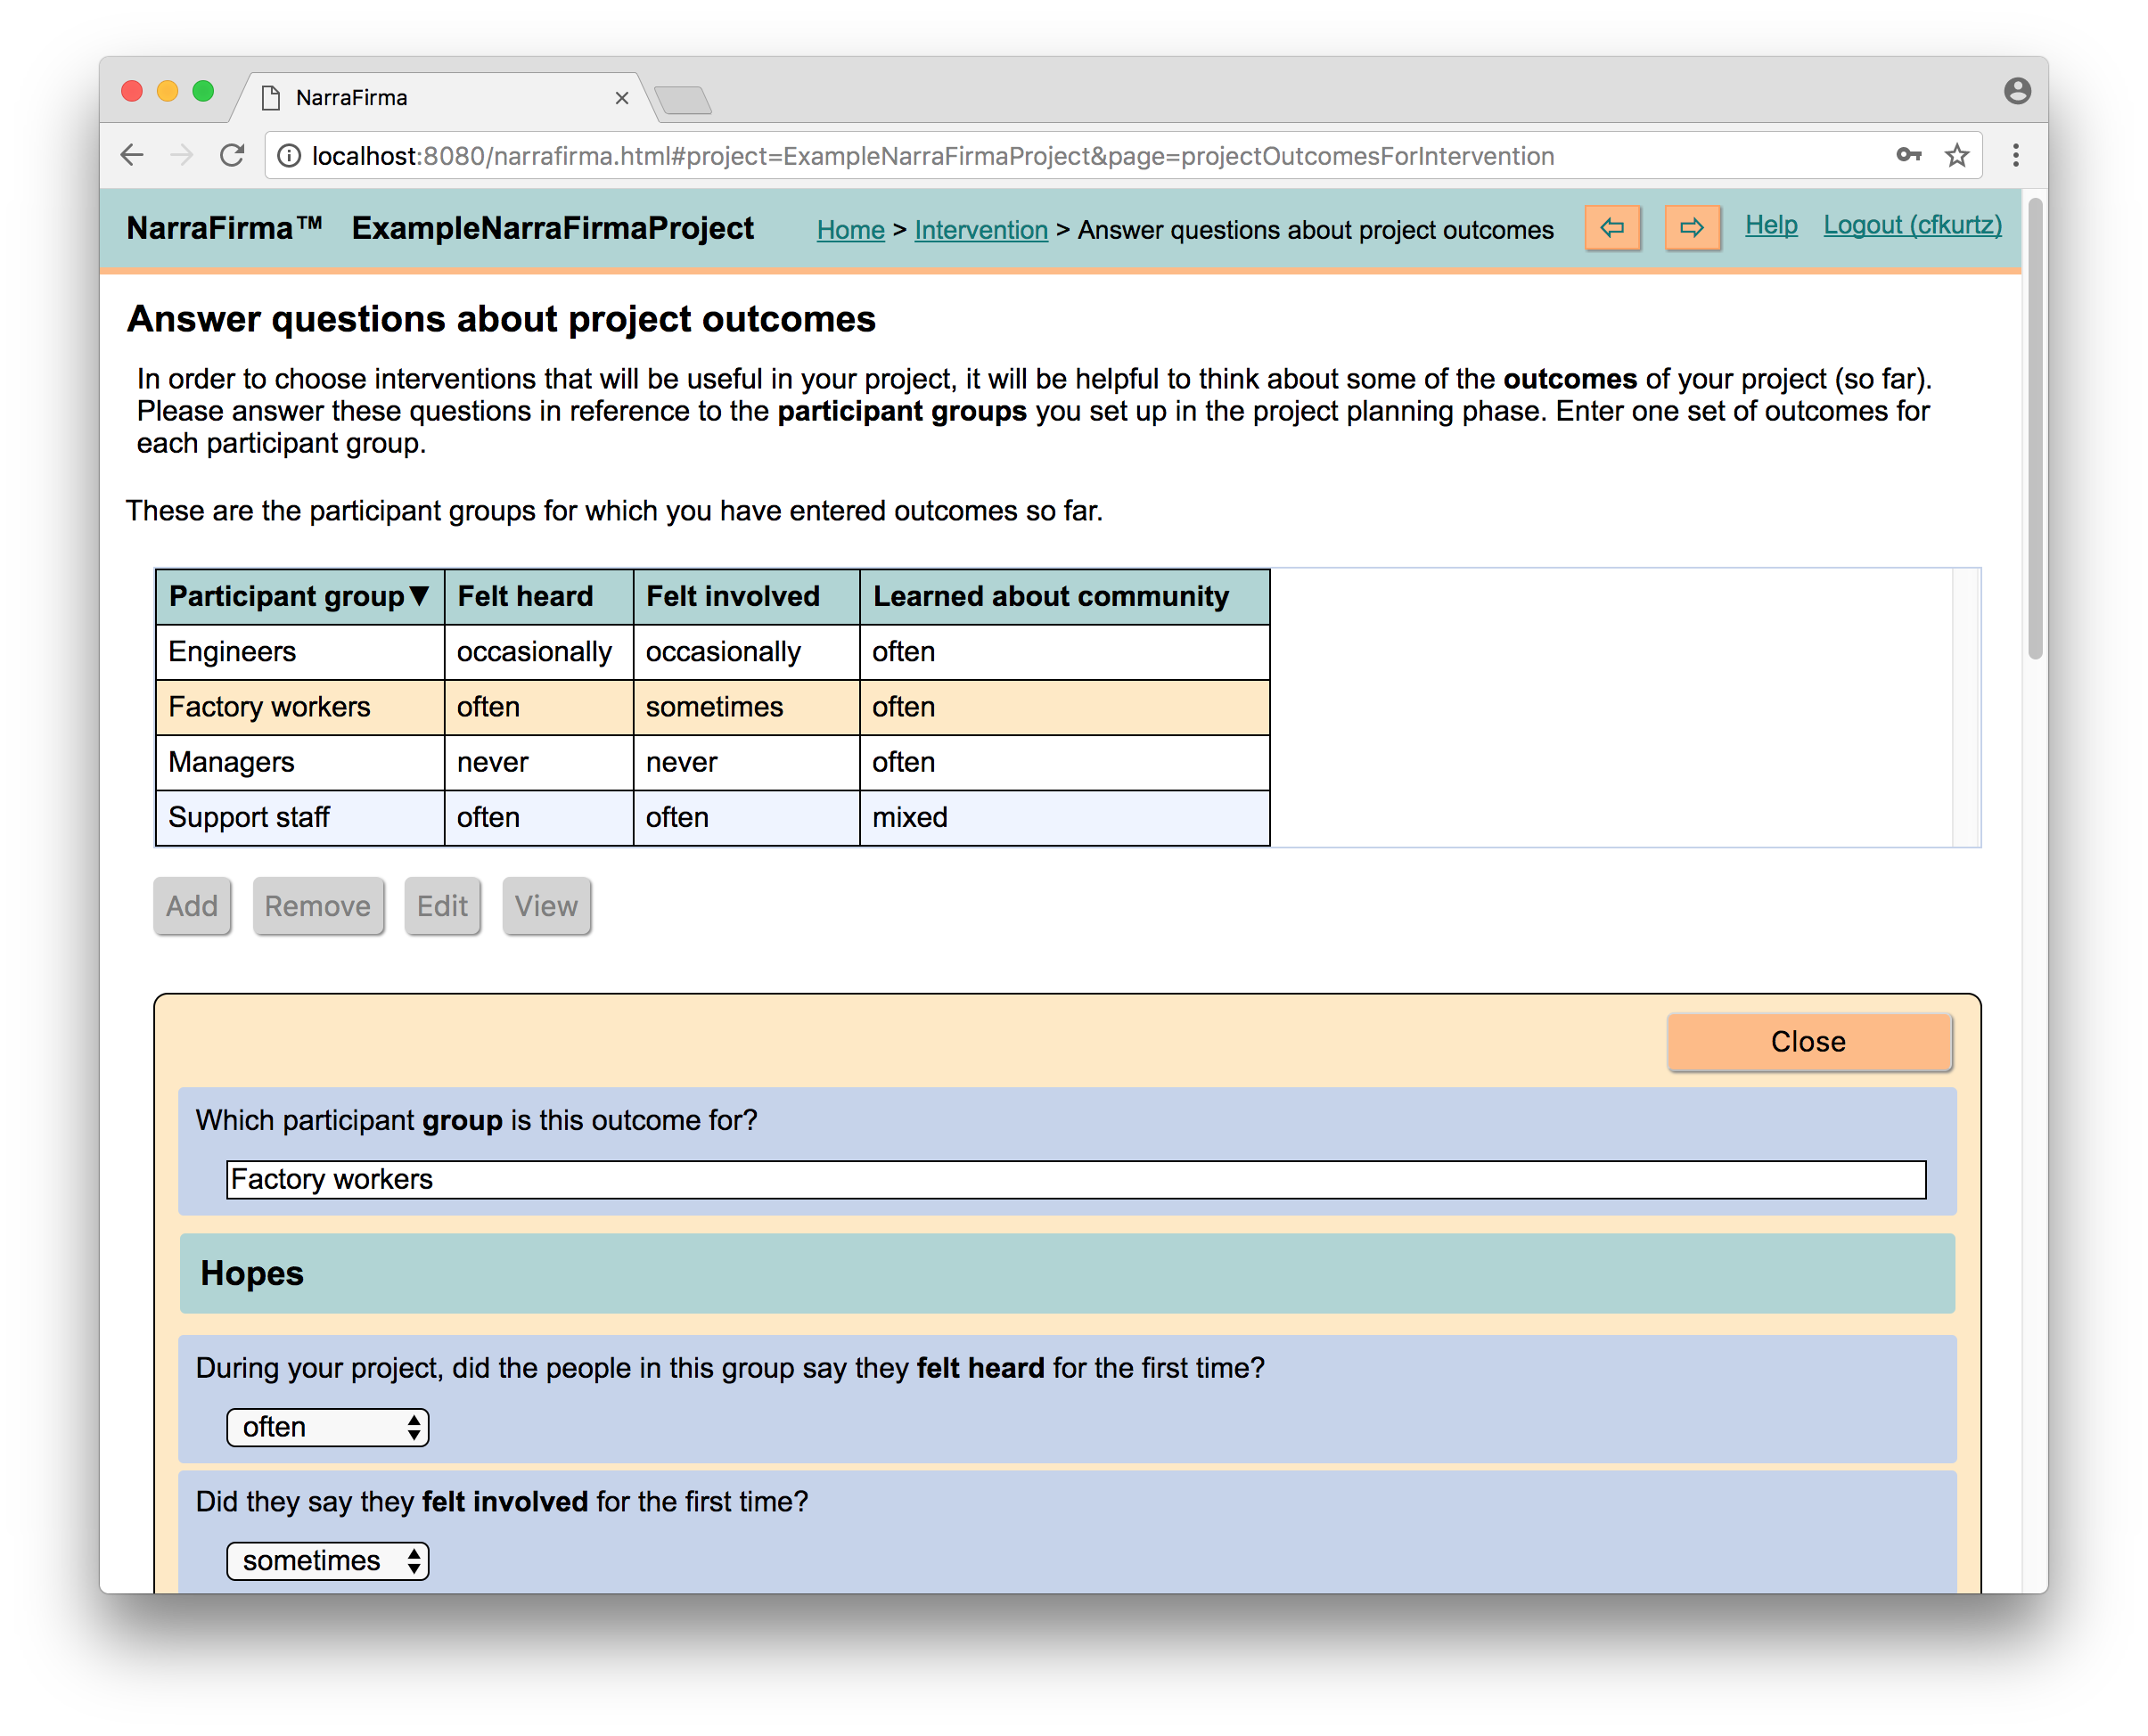 NarraFirma
localhost:8080/narrafirma.html#project=ExampleNarraFirmaProject&page=projectOutcomesForIntervention
NarraFirma™ ExampleNarraFirmaProject Home > Intervention > Answer questions about project outcomes Help Logout (cfkurtz)
Answer questions about project outcomes
In order to choose interventions that will be useful in your project, it will be helpful to think about some of the outcomes of your project (so far).
Please answer these questions in reference to the participant groups you set up in the project planning phase. Enter one set of outcomes for
each participant group.
These are the participant groups for which you have entered outcomes so far.
Participant group▼ Felt heard Felt involved Learned about community
Engineers occasionally occasionally often
Factory workers often sometimes often
Managers never never often
Support staff often often mixed
Add Remove Edit View
Close
Which participant group is this outcome for?
Factory workers
Hopes
During your project, did the people in this group say they felt heard for the first time?
often
Did they say they felt involved for the first time?
sometimes